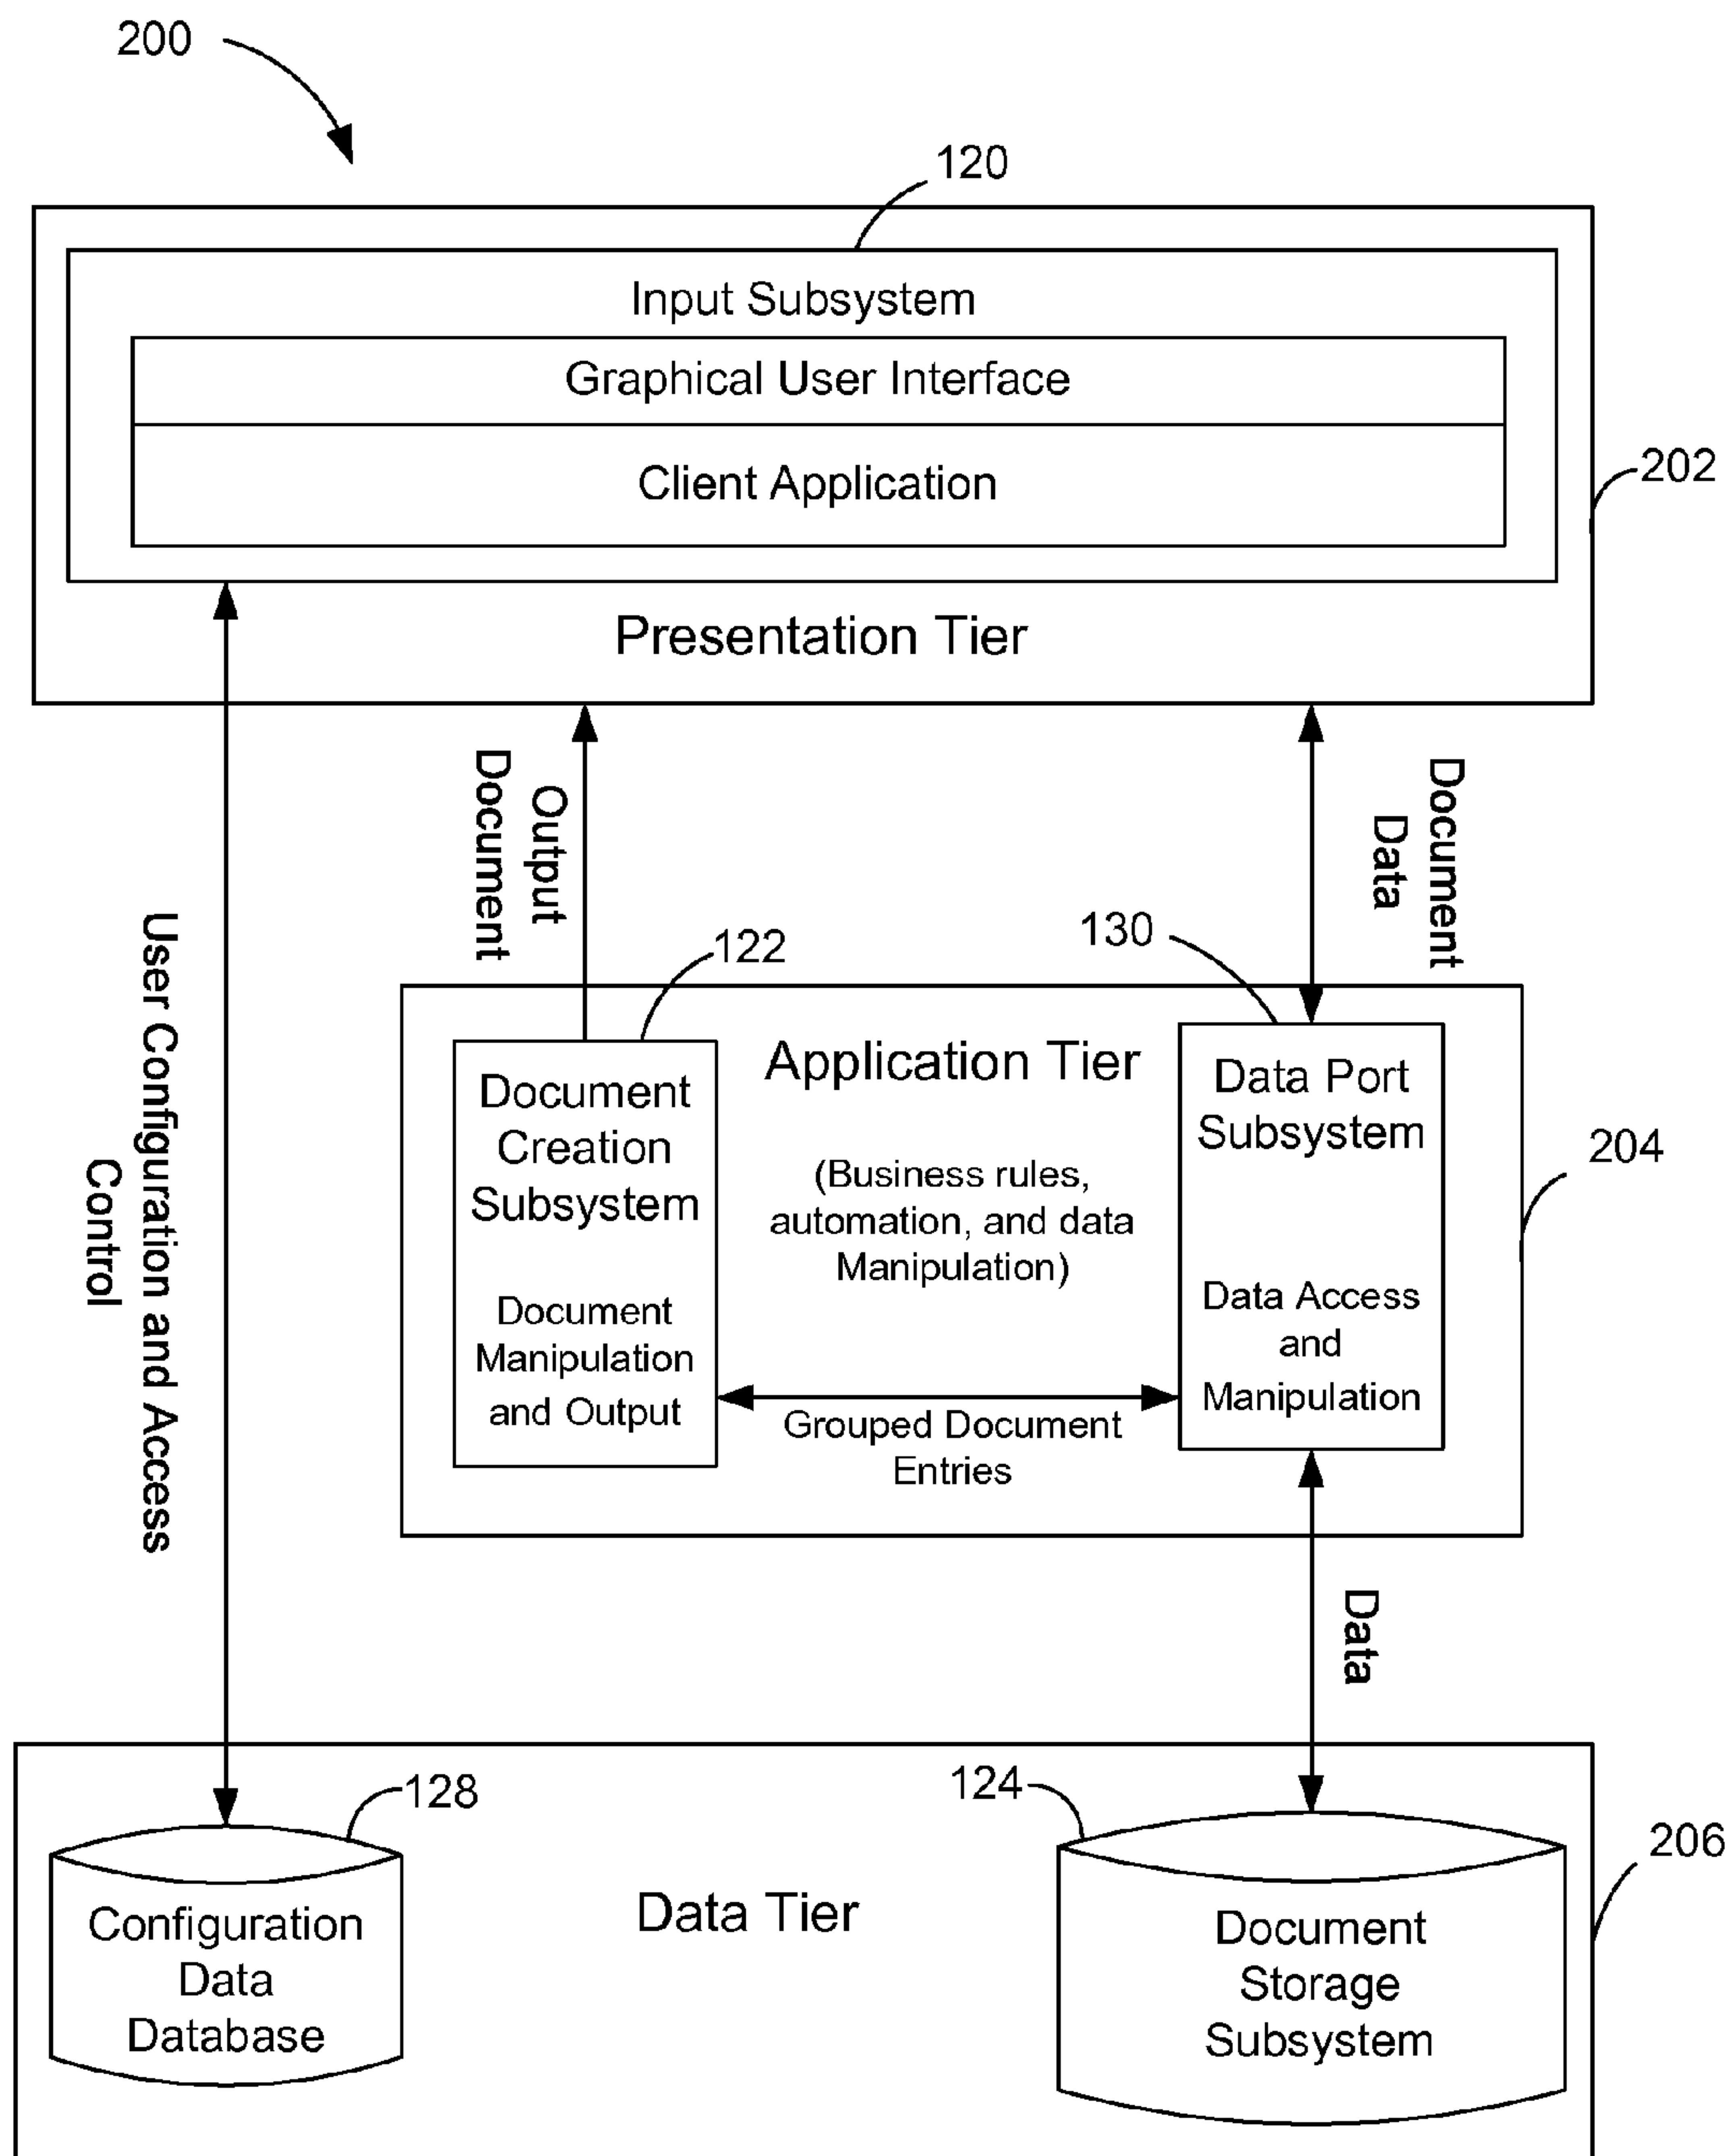 200
120
Input Subsystem
Graphical User Interface
Client Application
202
Presentation Tier
Output
Document
Document
Data
User Configuration and Access
Control
122
130
Document
Creation
Subsystem
Document
Manipulation
and Output
Application Tier
(Business rules,
automation, and data
Manipulation)
Data Port
Subsystem
Data Access
and
Manipulation
204
Grouped Document
Entries
Data
128
124
206
Configuration
Data
Database
Data Tier
Document
Storage
Subsystem